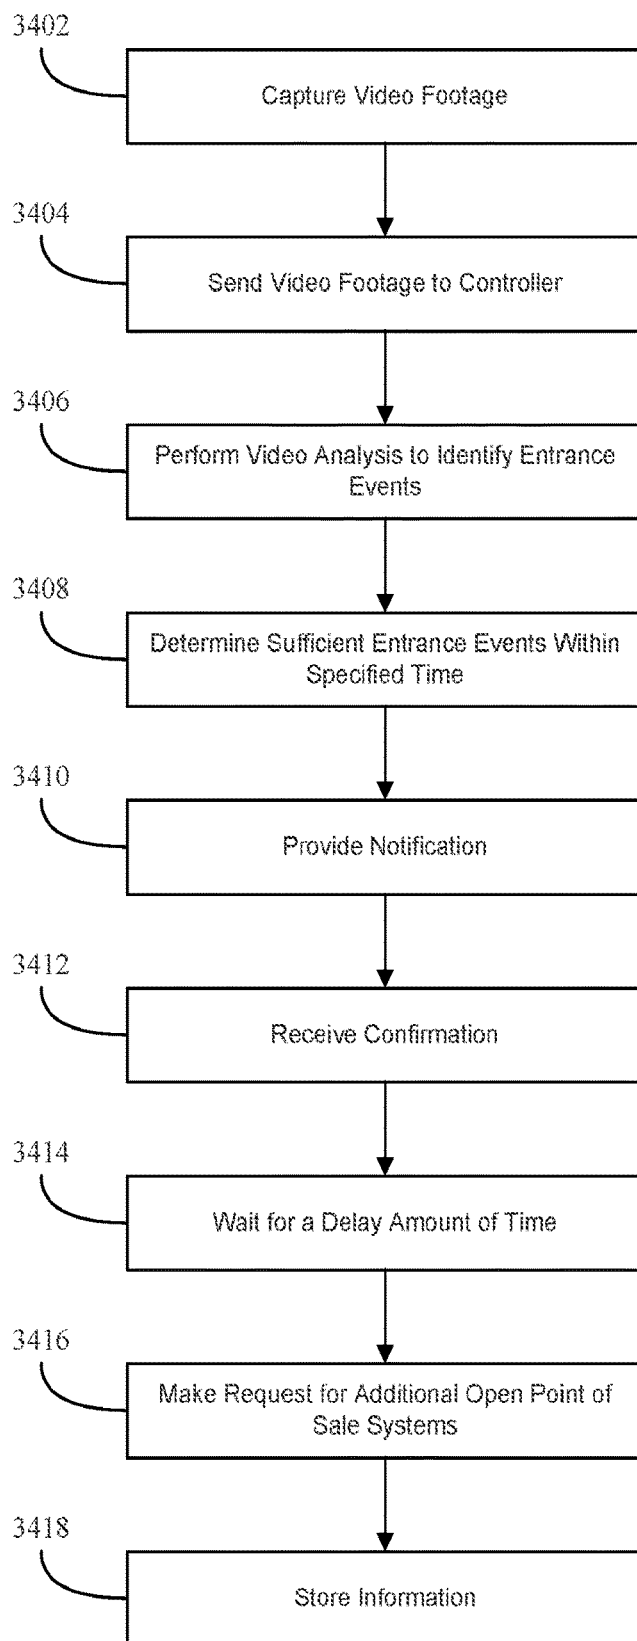 3402
Capture Video Footage
3404
Send Video Footage to Controller
3406
Perform Video Analysis to Identify Entrance
Events
3408
Determine Sufficient Entrance Events Within
Specified Time
3410
Provide Notification
3412
Receive Confirmation
3414
Wait for a Delay Amount of Time
3416
Make Request for Additional Open Point of
Sale Systems
3418
Store Information